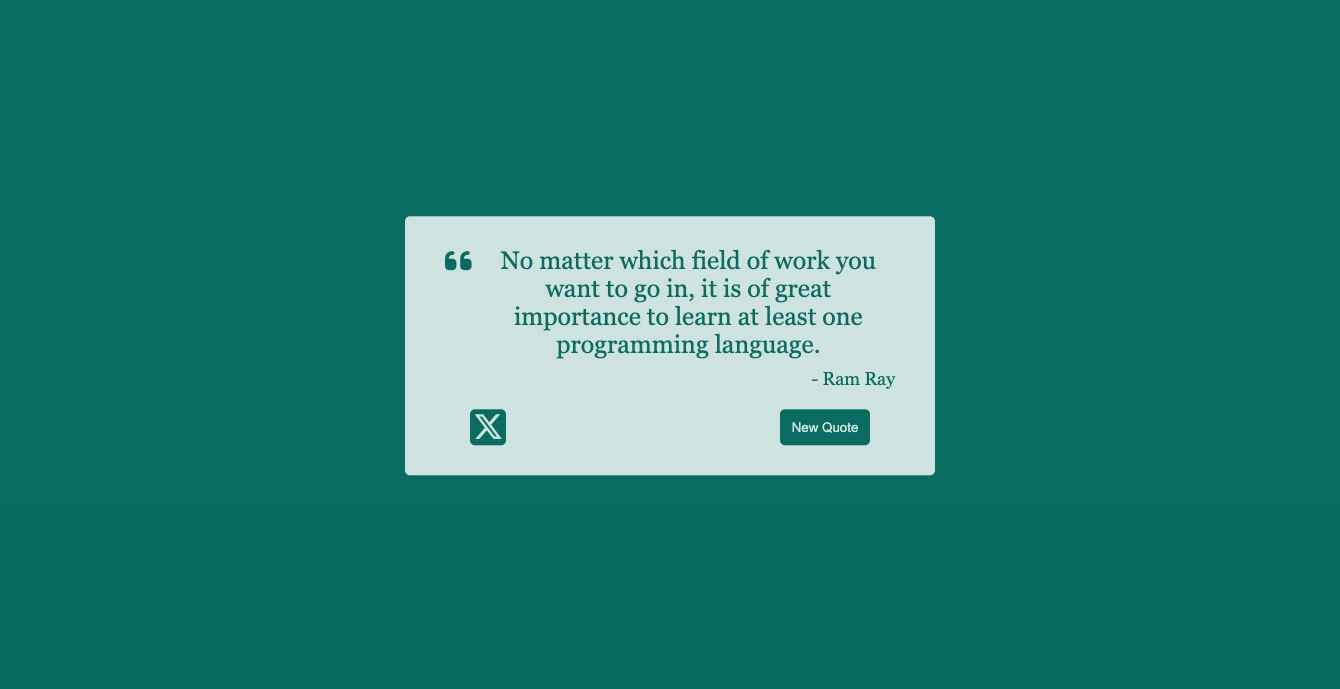 No matter which field of work you
want to go in, it is of great
importance to learn at least one
programming language.
- Ram Ray
New Quote